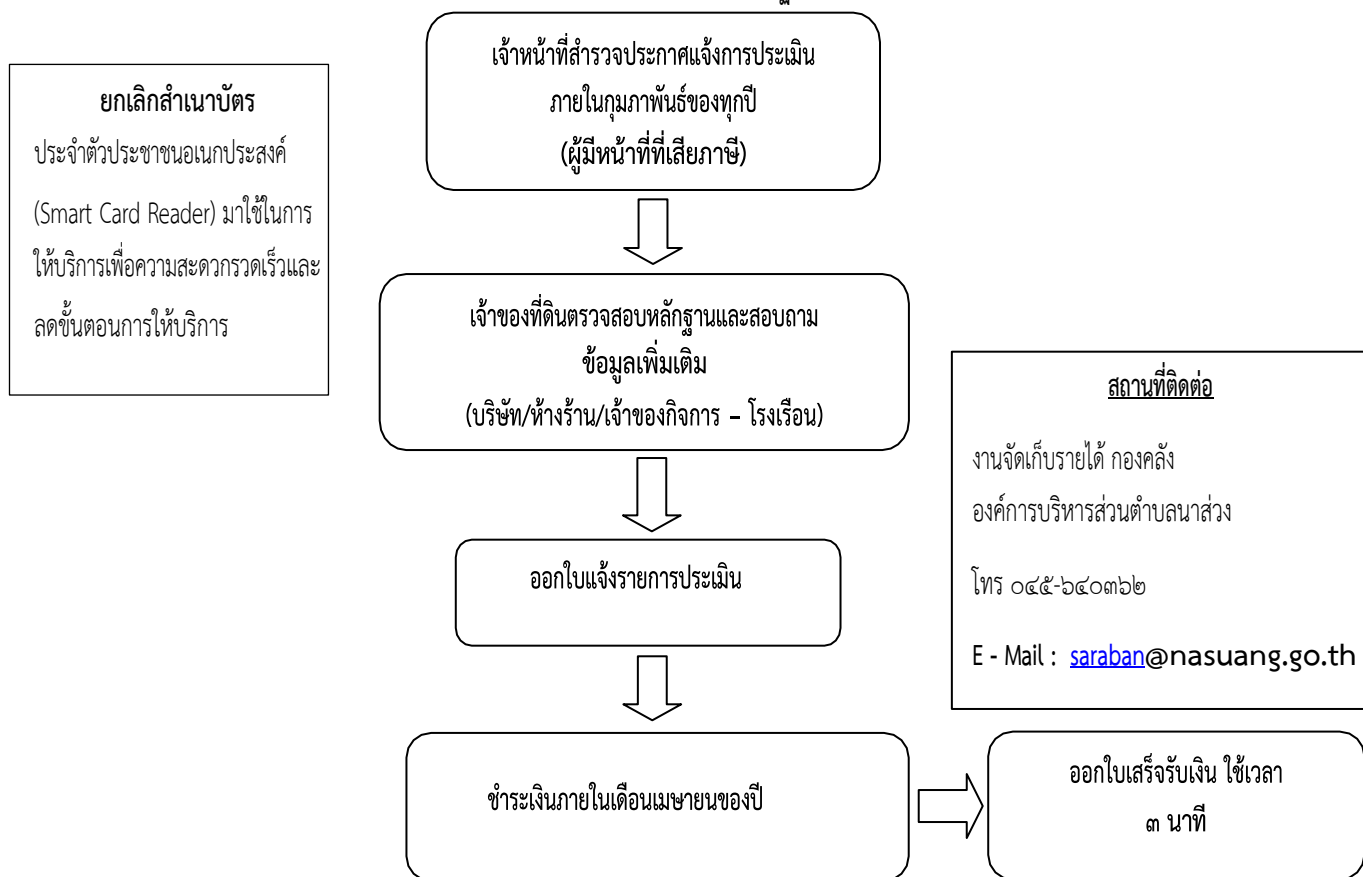 เจ้าหน้าที่สำรวจประกาศแจ้งการประเมิน
ภายในกุมภาพันธ์ของทุกปี
(ผู้มีหน้าที่ที่เสียภาษี)
ยกเลิกสำเนาบัตร
ประจำตัวประชาชนอเนกประสงค์
(Smart Card Reader) มาใช้ในการ
ให้บริการเพื่อความสะดวกรวดเร็วและ
ลดขั้นตอนการให้บริการ
เจ้าของที่ดินตรวจสอบหลักฐานและสอบถาม
ข้อมูลเพิ่มเติม
(บริษัท/ห้างร้าน/เจ้าของกิจการ – โรงเรือน)
สถานที่ติดต่อ
งานจัดเก็บรายได้ กองคลัง
องค์การบริหารส่วนตำบลนาส่วง
โทร ๐๔๕-๖๔๐๓๖๒
E - Mail : saraban@nasuang.go.th
ออกใบแจ้งรายการประเมิน
ชำระเงินภายในเดือนเมษายนของปี
ออกใบเสร็จรับเงิน ใช้เวลา
๓ นาที